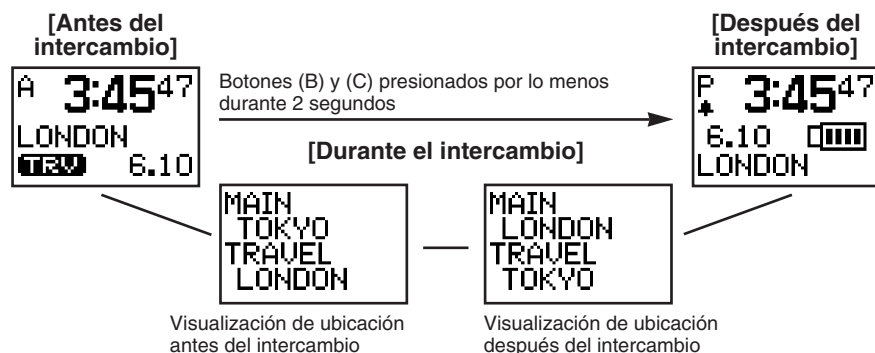 [Antes del
intercambio]
A 3:45 47
LONDON
TRV 6.10
Botones (B) y (C) presionados por lo menos
durante 2 segundos
[Durante el intercambio]
[Después del
intercambio]
P 3:45 47
6.10
LONDON
MAIN
TOKYO
TRAVEL
LONDON
Visualización de ubicación
antes del intercambio
MAIN
LONDON
TRAVEL
TOKYO
Visualización de ubicación
después del intercambio